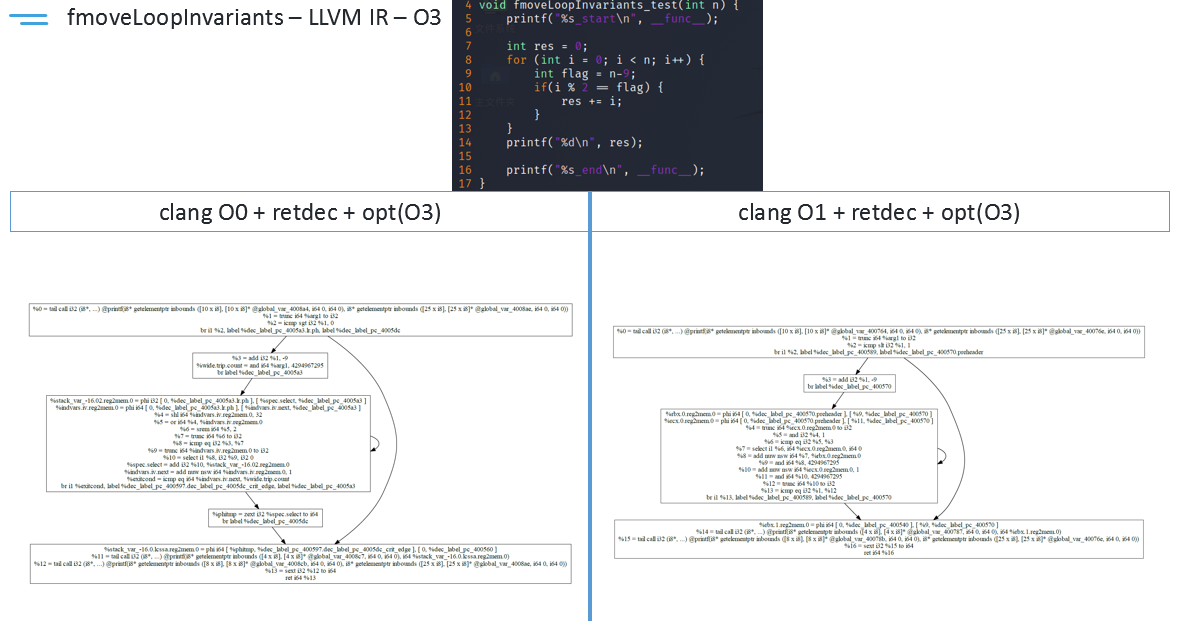 fmoveLoopInvariants – LLVM IR – O3
4 void fmoveLoopInvariants_test(int n) {
5 printf("%s_start\n", __func__);
6
7 int res = 0;
8 for (int i = 0; i < n; i++) {
9 int flag = n-9;
10 if(i % 2 == flag) {
11 res += i;
12 }
13 }
14 printf("%d\n", res);
15
16 printf("%s_end\n", __func__);
17 }
clang O0 + retdec + opt(O3)
%0 = tail call i32 (i8*, ...) @printf(i8* getelementptr inbounds ([10 x i8], [10 x i8]* @global_var_4008a4, i64 0, i64 0), i8* getelementptr inbounds ([25 x i8], [25 x i8]* @global_var_4008ae, i64 0, i64 0))
%1 = trunc i64 %arg1 to i32
%2 = icmp sgt i32 %1, 0
br i1 %2, label %dec_label_pc_4005a3.lr.ph, label %dec_label_pc_4005dc
%3 = add i32 %1, -9
%wide.trip.count = and i64 %arg1, 4294967295
br label %dec_label_pc_4005a3
%stack_var_-16.02.reg2mem.0 = phi i32 [ 0, %dec_label_pc_4005a3.lr.ph ], [ %spec.select, %dec_label_pc_4005a3 ]
%indvars.iv.reg2mem.0 = phi i64 [ 0, %dec_label_pc_4005a3.lr.ph ], [ %indvars.iv.next, %dec_label_pc_4005a3 ]
%4 = shl i64 %indvars.iv.reg2mem.0, 32
%5 = or i64 %4, %indvars.iv.reg2mem.0
%6 = srem i64 %5, 2
%7 = trunc i64 %6 to i32
%8 = icmp eq i32 %3, %7
%9 = trunc i64 %indvars.iv.reg2mem.0 to i32
%10 = select i1 %8, i32 %9, i32 0
%spec.select = add i32 %10, %stack_var_-16.02.reg2mem.0
%indvars.iv.next = add nuw nsw i64 %indvars.iv.reg2mem.0, 1
%exitcond = icmp eq i64 %indvars.iv.next, %wide.trip.count
br i1 %exitcond, label %dec_label_pc_400597.dec_label_pc_4005dc_crit_edge, label %dec_label_pc_4005a3
%phitmp = zext i32 %spec.select to i64
br label %dec_label_pc_4005dc
%stack_var_-16.0.lcssa.reg2mem.0 = phi i64 [ %phitmp, %dec_label_pc_400597.dec_label_pc_4005dc_crit_edge ], [ 0, %dec_label_pc_400560 ]
%11 = tail call i32 (i8*, ...) @printf(i8* getelementptr inbounds ([4 x i8], [4 x i8]* @global_var_4008c7, i64 0, i64 0), i64 %stack_var_-16.0.lcssa.reg2mem.0)
%12 = tail call i32 (i8*, ...) @printf(i8* getelementptr inbounds ([8 x i8], [8 x i8]* @global_var_4008cb, i64 0, i64 0), i8* getelementptr inbounds ([25 x i8], [25 x i8]* @global_var_4008ae, i64 0, i64 0))
%13 = sext i32 %12 to i64
ret i64 %13
clang O1 + retdec + opt(O3)
%0 = tail call i32 (i8*, ...) @printf(i8* getelementptr inbounds ([10 x i8], [10 x i8]* @global_var_400764, i64 0, i64 0), i8* getelementptr inbounds ([25 x i8], [25 x i8]* @global_var_40076e, i64 0, i64 0))
%1 = trunc i64 %arg1 to i32
%2 = icmp slt i32 %1, 1
br i1 %2, label %dec_label_pc_400589, label %dec_label_pc_400570.preheader
%3 = add i32 %1, -9
br label %dec_label_pc_400570
%rbx.0.reg2mem.0 = phi i64 [ 0, %dec_label_pc_400570.preheader ], [ %9, %dec_label_pc_400570 ]
%ecx.0.reg2mem.0 = phi i64 [ 0, %dec_label_pc_400570.preheader ], [ %11, %dec_label_pc_400570 ]
%4 = trunc i64 %ecx.0.reg2mem.0 to i32
%5 = and i32 %4, 1
%6 = icmp eq i32 %5, %3
%7 = select i1 %6, i64 %ecx.0.reg2mem.0, i64 0
%8 = add nuw nsw i64 %7, %rbx.0.reg2mem.0
%9 = and i64 %8, 4294967295
%10 = add nuw nsw i64 %ecx.0.reg2mem.0, 1
%11 = and i64 %10, 4294967295
%12 = trunc i64 %10 to i32
%13 = icmp eq i32 %1, %12
br i1 %13, label %dec_label_pc_400589, label %dec_label_pc_400570
%rbx.1.reg2mem.0 = phi i64 [ 0, %dec_label_pc_400540 ], [ %9, %dec_label_pc_400570 ]
%14 = tail call i32 (i8*, ...) @printf(i8* getelementptr inbounds ([4 x i8], [4 x i8]* @global_var_400787, i64 0, i64 0), i64 %rbx.1.reg2mem.0)
%15 = tail call i32 (i8*, ...) @printf(i8* getelementptr inbounds ([8 x i8], [8 x i8]* @global_var_40078b, i64 0, i64 0), i8* getelementptr inbounds ([25 x i8], [25 x i8]* @global_var_40076e, i64 0, i64 0))
%16 = sext i32 %15 to i64
ret i64 %16